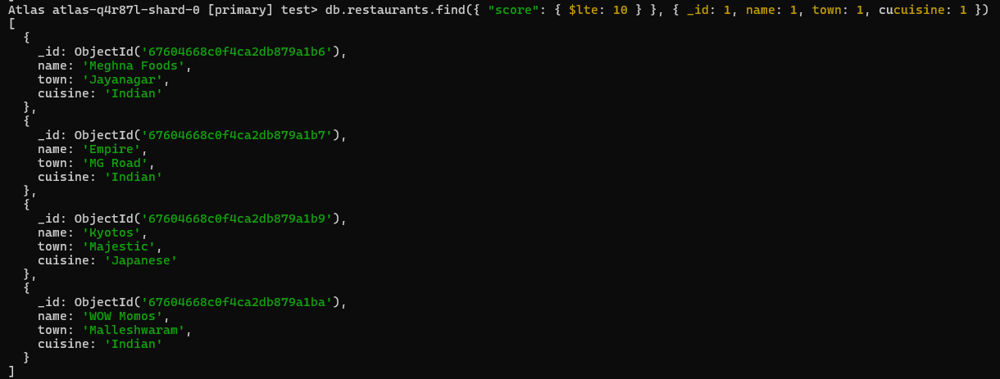 Atlas atlas-q4r87l-shard-0 [primary] test> db.restaurants.find({ "score": { $lte: 10 } }, { _id: 1, name: 1, town: 1, cucuisine: 1 })
[
  {
    _id: ObjectId('67604668c0f4ca2db879a1b6'),
    name: 'Meghna Foods',
    town: 'Jayanagar',
    cuisine: 'Indian'
  },
  {
    _id: ObjectId('67604668c0f4ca2db879a1b7'),
    name: 'Empire',
    town: 'MG Road',
    cuisine: 'Indian'
  },
  {
    _id: ObjectId('67604668c0f4ca2db879a1b9'),
    name: 'Kyotos',
    town: 'Majestic',
    cuisine: 'Japanese'
  },
  {
    _id: ObjectId('67604668c0f4ca2db879a1ba'),
    name: 'WOW Momos',
    town: 'Malleshwaram',
    cuisine: 'Indian'
  }
]